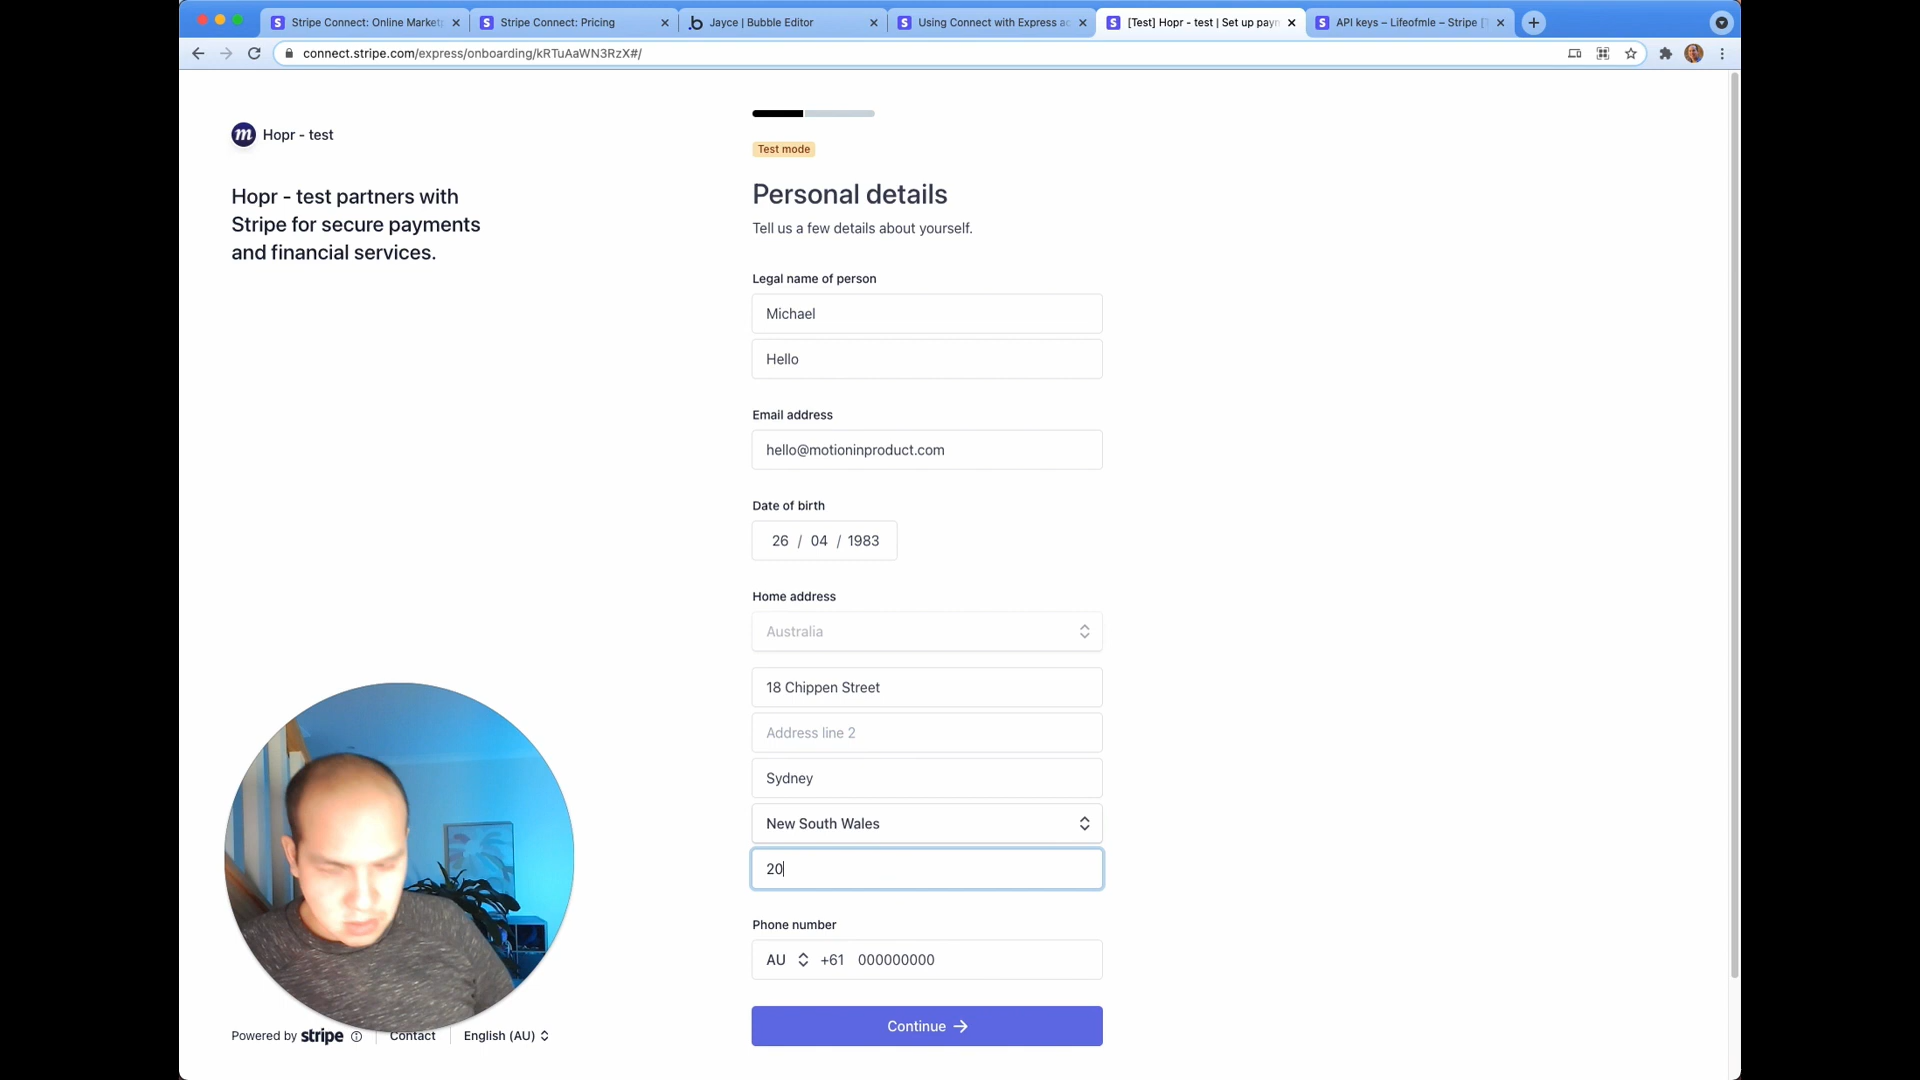 Stripe Connect: Online Market
Stripe Connect: Pricing
Jayce | Bubble Editor
Using Connect with Express ac
[Test] Hopr - test | Set up payn
API keys – Lifeofmle – Stripe [T
connect.stripe.com/express/onboarding/kRTuAaWN3RzX#/
m Hopr - test
Hopr - test partners with
Stripe for secure payments
and financial services.
Test mode
Personal details
Tell us a few details about yourself.
Legal name of person
Michael
Hello
Email address
hello@motioninproduct.com
Date of birth
26 / 04 / 1983
Home address
Australia
18 Chippen Street
Address line 2
Sydney
New South Wales
20
Phone number
AU +61 000000000
Continue →
Powered by stripe
Contact
English (AU)